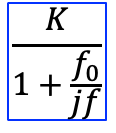 K
1 + f₀
jf